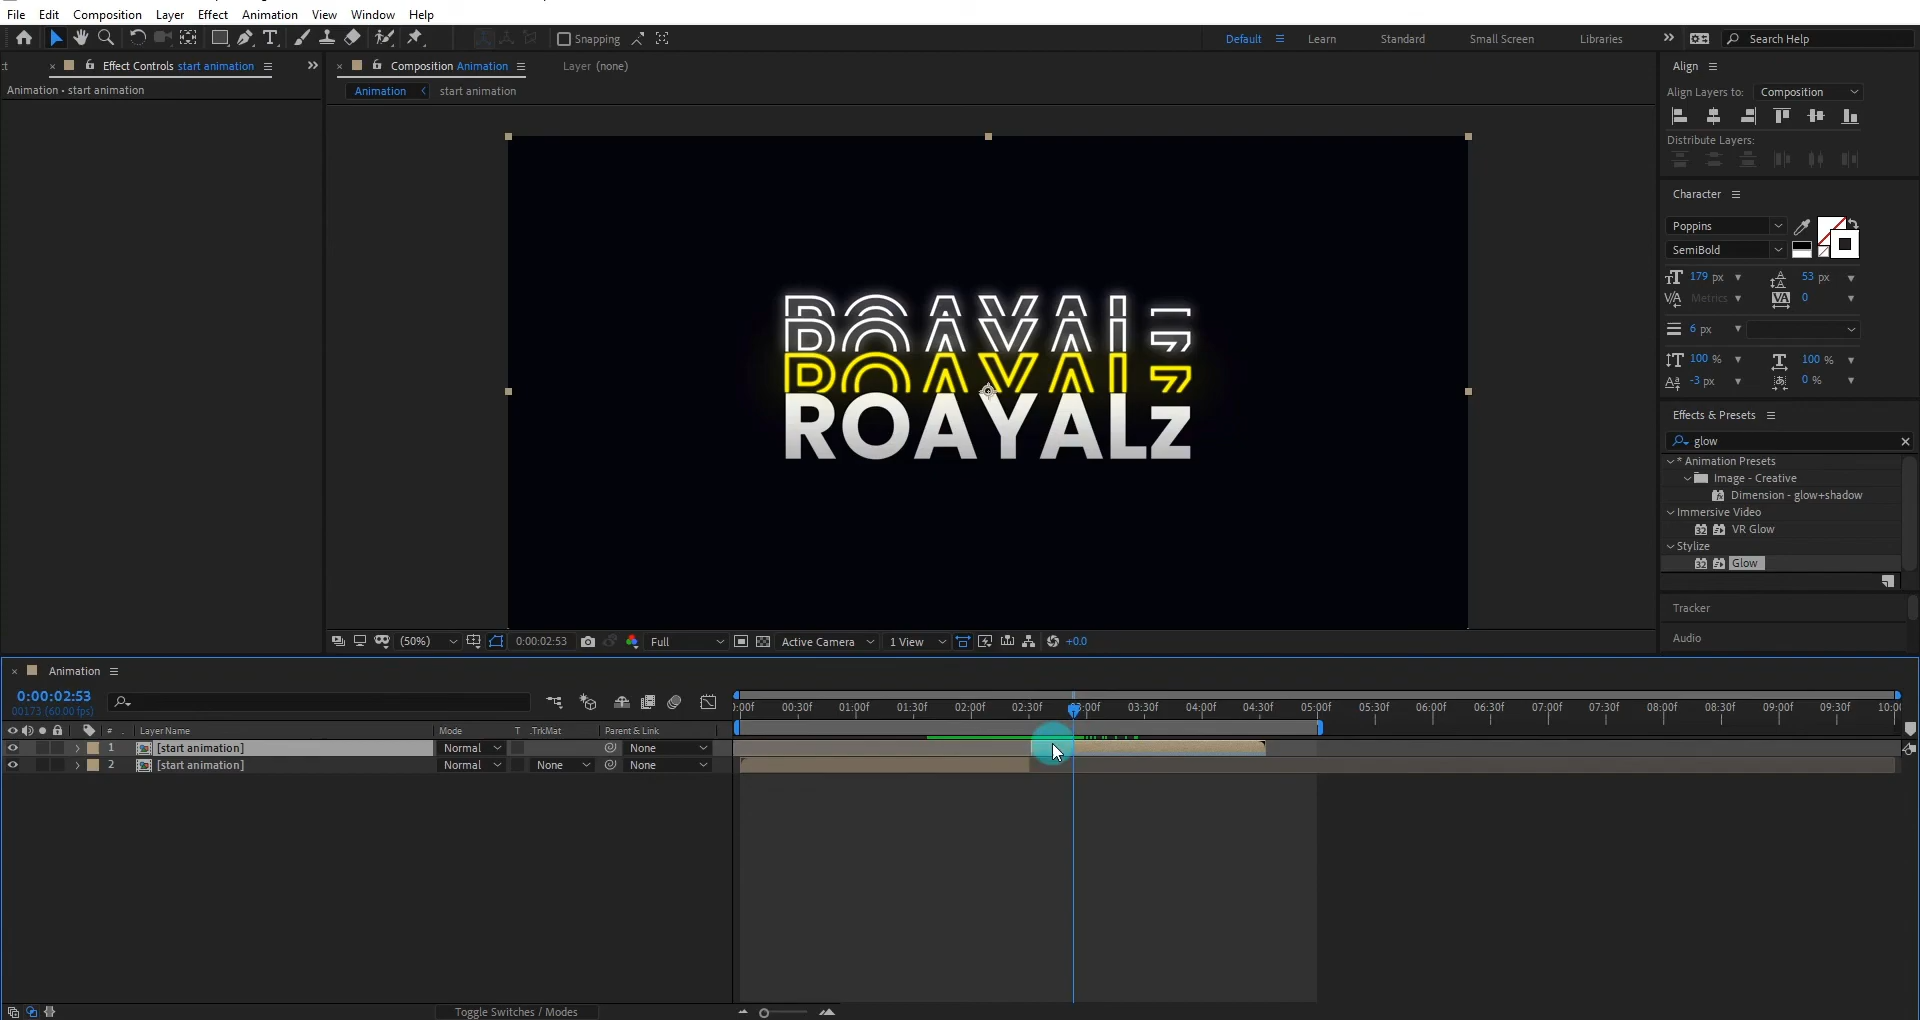 File Edit Composition Layer Effect Animation View Window Help
Snapping Default Learn Standard Small Screen Libraries Search Help
Effect Controls start animation
Animation • start animation
Composition Animation
Layer (none)
Animation start animation
ROAYALz
ROAYALz
ROAYALz
ROAYALz
(50%) 0:00:02:53 Full Active Camera 1 View +0.0
Align
Align Layers to: Composition
Distribute Layers:
Character
Poppins
SemiBold
179 px 53 px
Metrics 0
6 px
100 % 100 %
-3 px 0 %
Effects & Presets
glow
* Animation Presets
Image - Creative
Dimension - glow+shadow
Immersive Video
VR Glow
Stylize
Glow
Tracker
Audio
Animation
0:00:02:53
00173 (60.00 fps)
:00f 00:30f 01:00f 01:30f 02:00f 02:30f 03:00f 03:30f 04:00f 04:30f 05:00f 05:30f 06:00f 06:30f 07:00f 07:30f 08:00f 08:30f 09:00f 09:30f 10:00
# Layer Name Mode T .TrkMat Parent & Link
1 [start animation] Normal None
2 [start animation] Normal None None
Toggle Switches / Modes